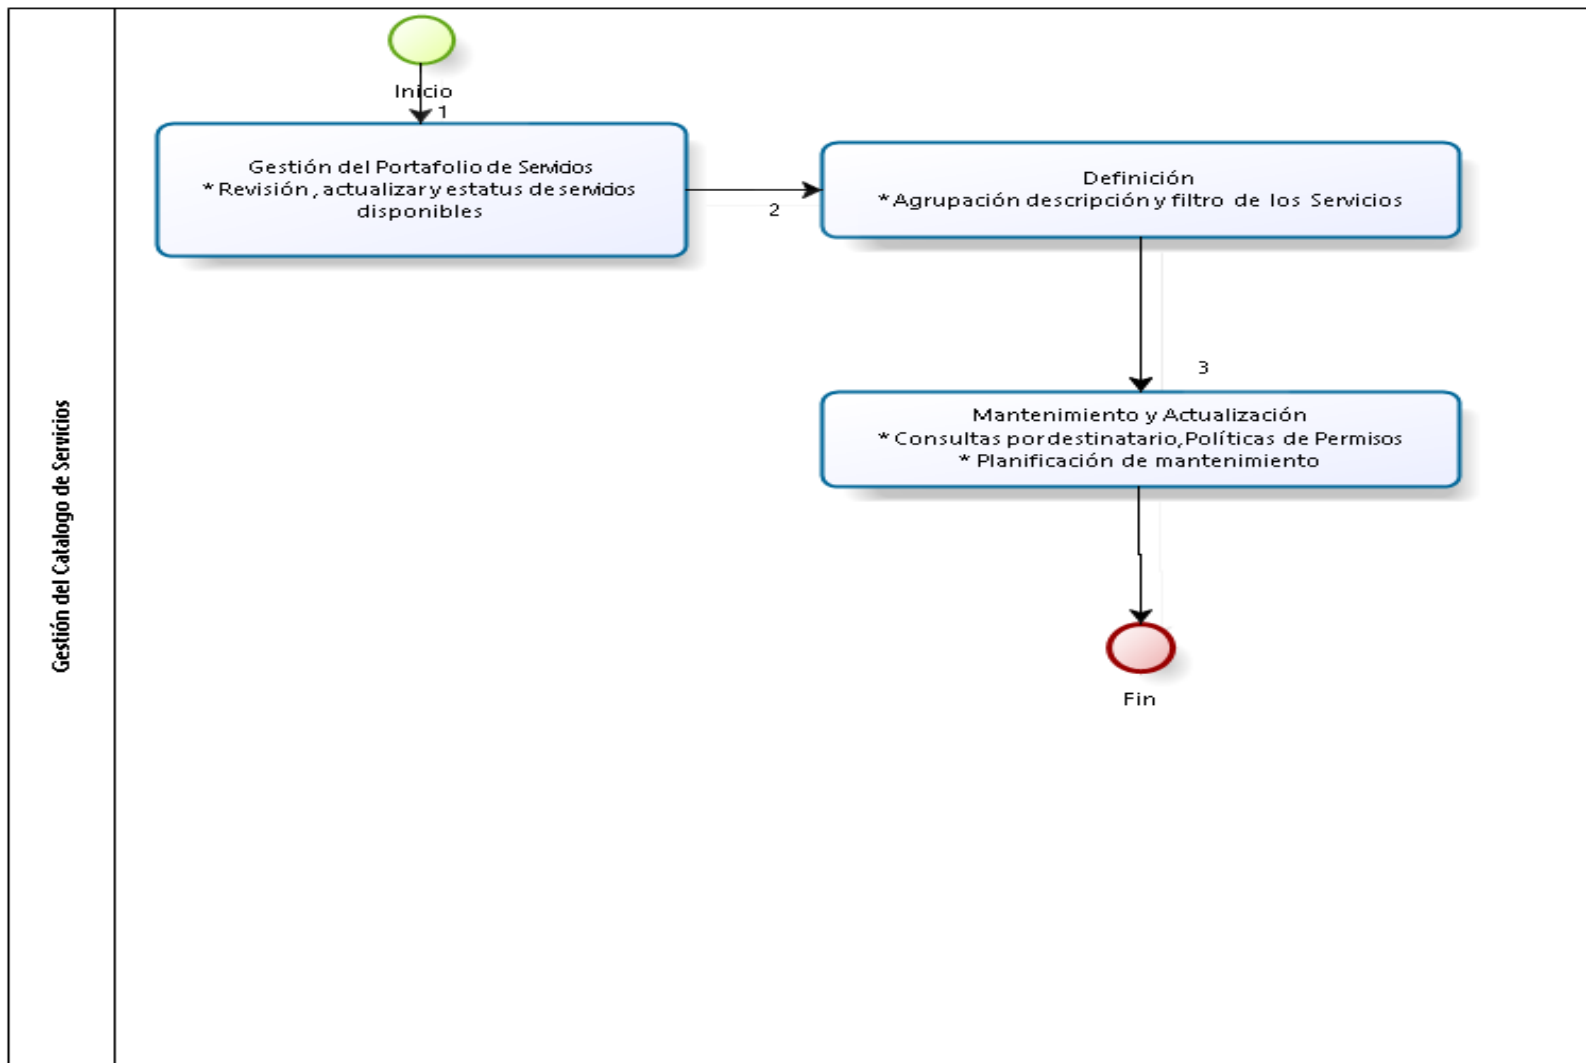 Gestión del Catalogo de Servicios
Inicio
1
Gestión del Portafolio de Servicios
* Revisión , actualizar y estatus de servicios
disponibles
2
Definición
* Agrupación descripción y filtro de los Servicios
3
Mantenimiento y Actualización
* Consultas por destinatario, Políticas de Permisos
* Planificación de mantenimiento
Fin